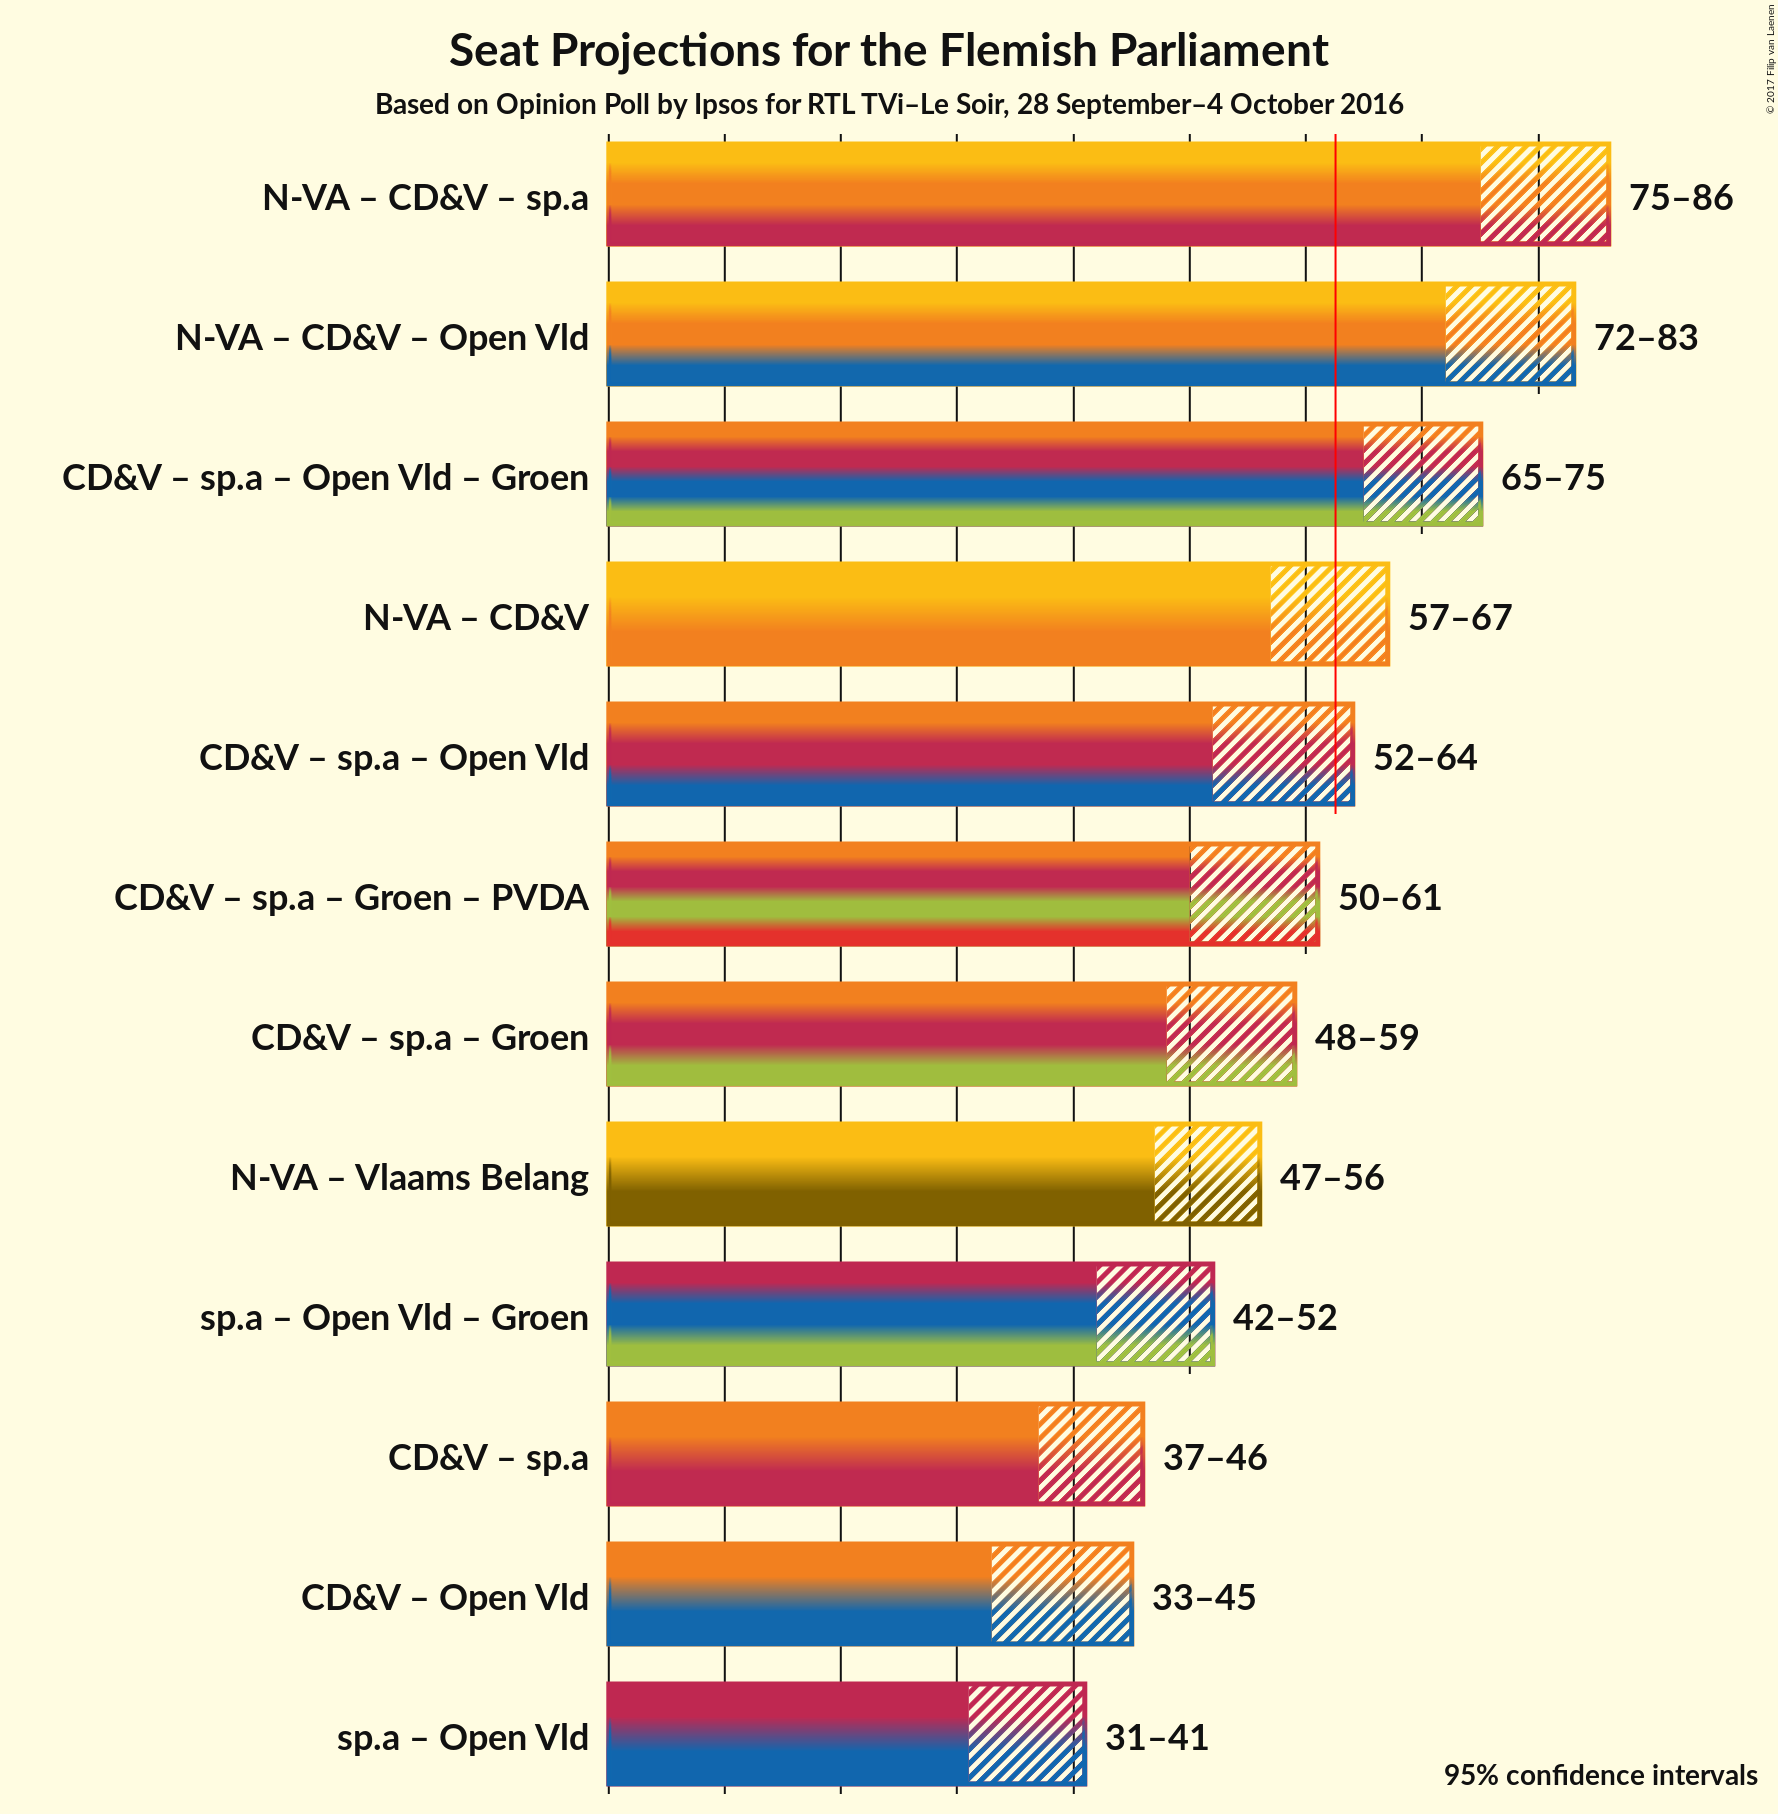 Seat Projections for the Flemish Parliament
Based on Opinion Poll by Ipsos for RTL TVi–Le Soir, 28 September–4 October 2016
© 2017 Filip van Laenen
N-VA – CD&V – sp.a 75–86
N-VA – CD&V – Open Vld 72–83
CD&V – sp.a – Open Vld – Groen 65–75
N-VA – CD&V 57–67
CD&V – sp.a – Open Vld 52–64
CD&V – sp.a – Groen – PVDA 50–61
CD&V – sp.a – Groen 48–59
N-VA – Vlaams Belang 47–56
sp.a – Open Vld – Groen 42–52
CD&V – sp.a 37–46
CD&V – Open Vld 33–45
sp.a – Open Vld 31–41
95% confidence intervals